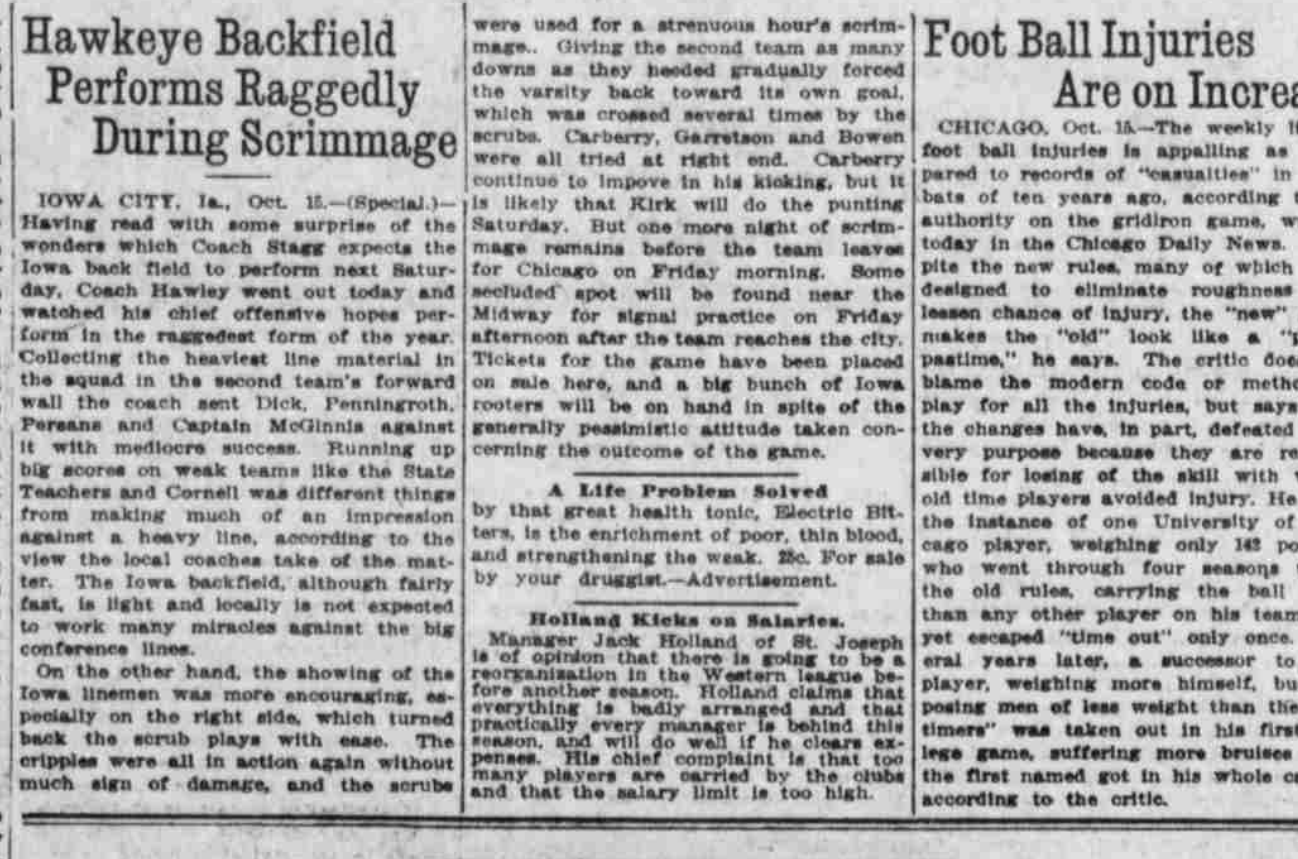 Hawkeye Backfield
Performs Raggedly
During Scrimmage
IOWA CITY, Ia., Oct. 15.—(Special.)—
Having read with some surprise of the
wonders which Coach Stagg expects the
Iowa back field to perform next Satur-
day, Coach Hawley went out today and
watched his chief offensive hopes per-
form in the raggedest form of the year.
Collecting the heaviest line material in
the squad in the second team's forward
wall the coach sent Dick, Penningroth,
Persans and Captain McGinnis against
it with mediocre success. Running up
big scores on weak teams like the State
Teachers and Cornell was different things
from making much of an impression
against a heavy line, according to the
view the local coaches take of the mat-
ter. The Iowa backfield, although fairly
fast, is light and locally is not expected
to work many miracles against the big
conference lines.
On the other hand, the showing of the
Iowa linemen was more encouraging, es-
pecially on the right side, which turned
back the scrub plays with ease. The
cripples were all in action again without
much sign of damage, and the scrubs
were used for a strenuous hour's scrim-
mage.. Giving the second team as many
downs as they needed gradually forced
the varsity back toward its own goal,
which was crossed several times by the
scrubs. Carberry, Garretson and Bowen
were all tried at right end. Carberry
continue to impove in his kicking, but it
is likely that Kirk will do the punting
Saturday. But one more night of scrim-
mage remains before the team leaves
for Chicago on Friday morning. Some
secluded spot will be found near the
Midway for signal practice on Friday
afternoon after the team reaches the city.
Tickets for the game have been placed
on sale here, and a big bunch of Iowa
rooters will be on hand in spite of the
generally pessimistic attitude taken con-
cerning the outcome of the game.
A Life Problem Solved
by that great health tonic, Electric Bit-
ters, is the enrichment of poor, thin blood,
and strengthening the weak. 25c. For sale
by your druggist.—Advertisement.
Holland Kicks on Salaries.
Manager Jack Holland of St. Joseph
is of opinion that there is going to be a
reorganization in the Western league be-
fore another season. Holland claims that
everything is badly arranged and that
practically every manager is behind this
season, and will do well if he clears ex-
penses. His chief complaint is that too
many players are carried by the clubs
and that the salary limit is too high.
Foot Ball Injuries
Are on Increa
CHICAGO, Oct. 15.—The weekly li
foot ball injuries is appalling as
pared to records of "casualties" in
bats of ten years ago, according t
authority on the gridiron game, w
today in the Chicago Daily News.
pite the new rules, many of which
designed to eliminate roughness
lessen chance of injury, the "new"
makes the "old" look like a "p
pastime," he says. The critic doe
blame the modern code or metho
play for all the injuries, but says
the changes have, in part, defeated
very purpose because they are re
sible for losing of the skill with
old time players avoided injury. He
the instance of one University of
cago player, weighing only 142 po
who went through four seasons
the old rules, carrying the ball
than any other player on his team
yet escaped "time out" only once.
eral years later, a successor to
player, weighing more himself, bu
posing men of less weight than the
timers" was taken out in his first
lege game, suffering more bruises
the first named got in his whole c
according to the critic.